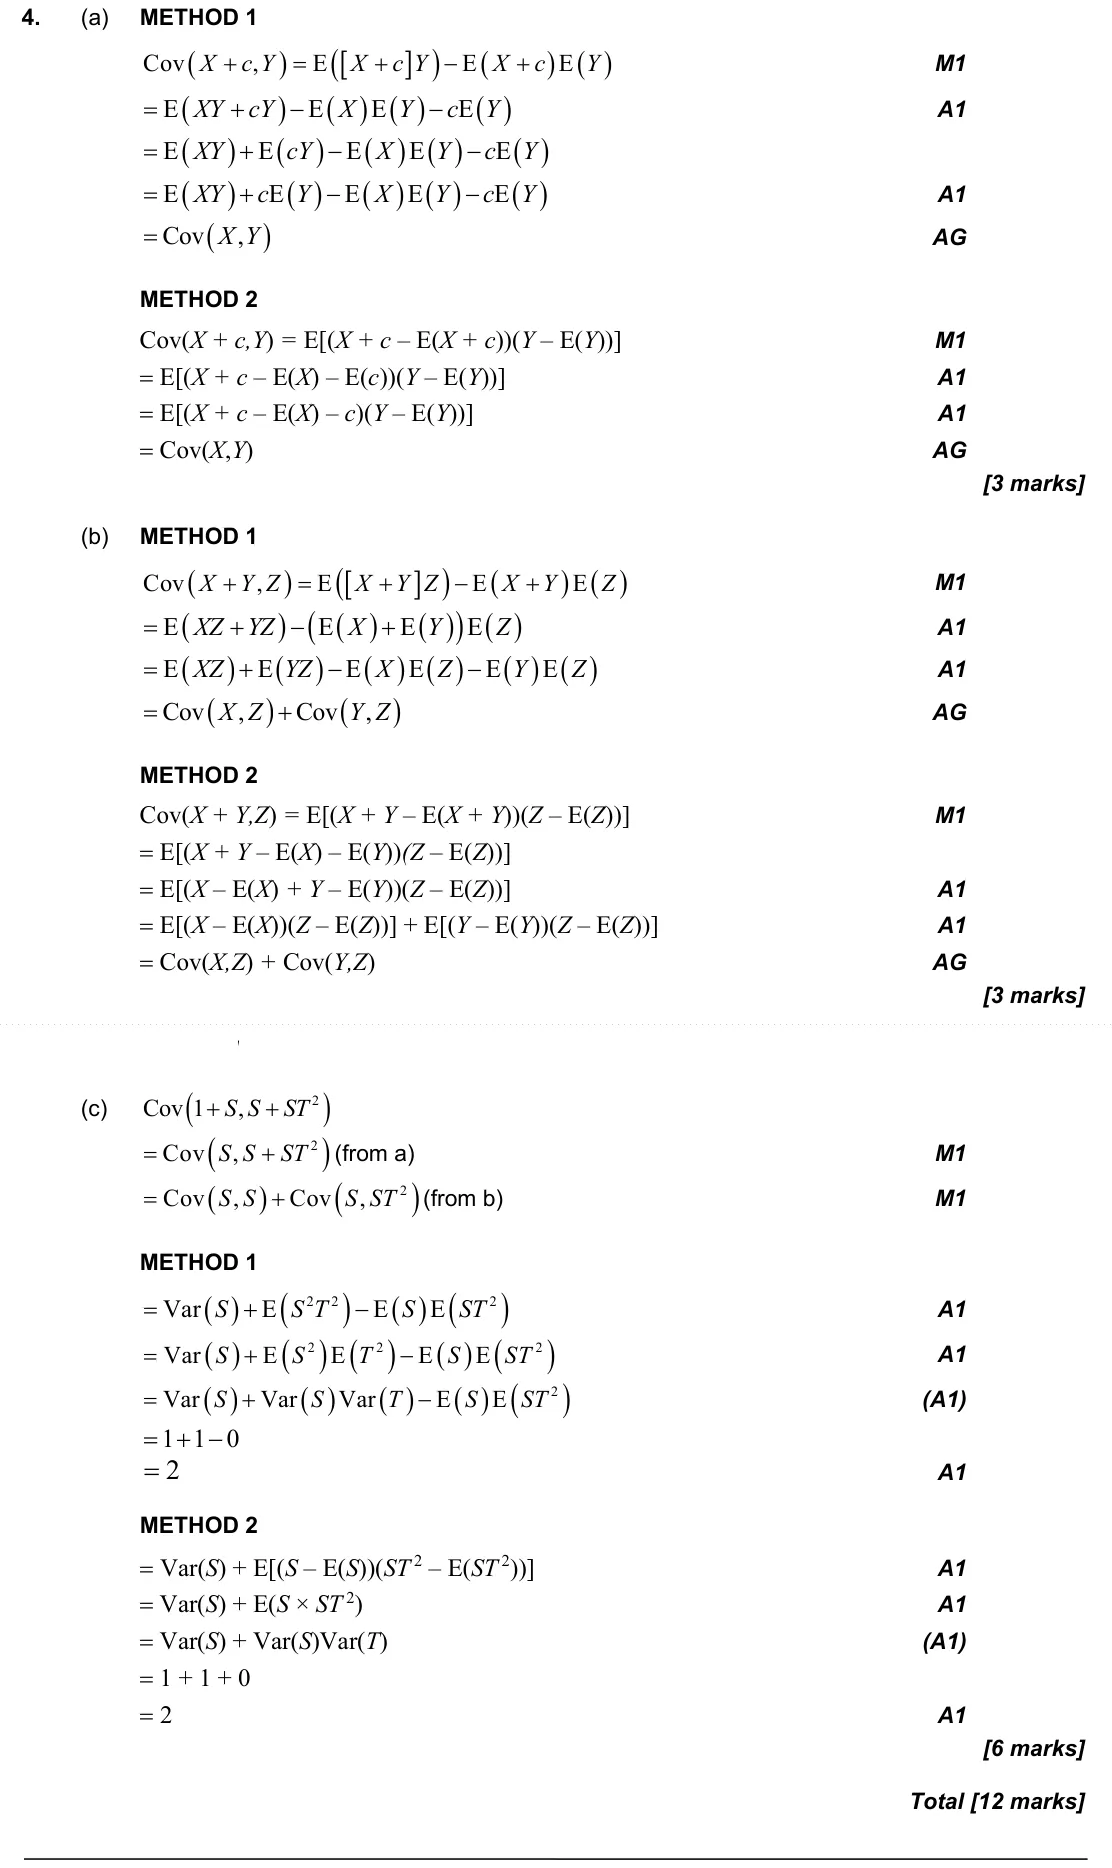 4. (a) METHOD 1
Cov(X + c, Y) = E([X + c]Y) − E(X + c)E(Y) M1
= E(XY + cY) − E(X)E(Y) − cE(Y) A1
= E(XY) + E(cY) − E(X)E(Y) − cE(Y)
= E(XY) + cE(Y) − E(X)E(Y) − cE(Y) A1
= Cov(X, Y) AG
METHOD 2
Cov(X + c,Y) = E[(X + c – E(X + c))(Y – E(Y))] M1
= E[(X + c – E(X) – E(c))(Y – E(Y))] A1
= E[(X + c – E(X) – c)(Y – E(Y))] A1
= Cov(X,Y) AG
[3 marks]
(b) METHOD 1
Cov(X + Y, Z) = E([X + Y]Z) − E(X + Y)E(Z) M1
= E(XZ + YZ) − (E(X) + E(Y))E(Z) A1
= E(XZ) + E(YZ) − E(X)E(Z) − E(Y)E(Z) A1
= Cov(X, Z) + Cov(Y, Z) AG
METHOD 2
Cov(X + Y,Z) = E[(X + Y – E(X + Y))(Z – E(Z))] M1
= E[(X + Y – E(X) – E(Y))(Z – E(Z))]
= E[(X – E(X) + Y – E(Y))(Z – E(Z))] A1
= E[(X – E(X))(Z – E(Z))] + E[(Y – E(Y))(Z – E(Z))] A1
= Cov(X,Z) + Cov(Y,Z) AG
[3 marks]
(c) Cov(1 + S, S + ST²)
= Cov(S, S + ST²) (from a) M1
= Cov(S, S) + Cov(S, ST²) (from b) M1
METHOD 1
= Var(S) + E(S²T²) − E(S)E(ST²) A1
= Var(S) + E(S²)E(T²) − E(S)E(ST²) A1
= Var(S) + Var(S)Var(T) − E(S)E(ST²) (A1)
= 1 + 1 − 0
= 2 A1
METHOD 2
= Var(S) + E[(S – E(S))(ST² – E(ST²))] A1
= Var(S) + E(S × ST²) A1
= Var(S) + Var(S)Var(T) (A1)
= 1 + 1 + 0
= 2 A1
[6 marks]
Total [12 marks]